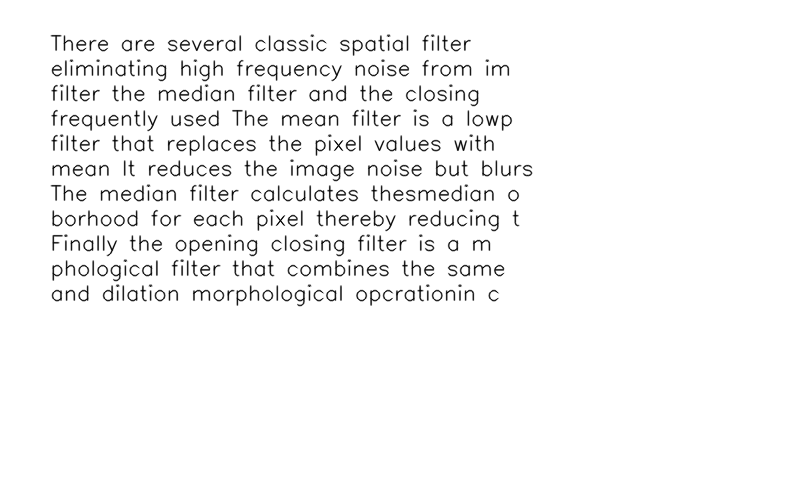 There are several classic spatial filter
eliminating high frequency noise from im
filter the median filter and the closing
frequently used The mean filter is a lowp
filter that replaces the pixel values with
mean It reduces the image noise but blurs
The median filter calculates thesmedian o
borhood for each pixel thereby reducing t
Finally the opening closing filter is a m
phological filter that combines the same
and dilation morphological opcrationin c